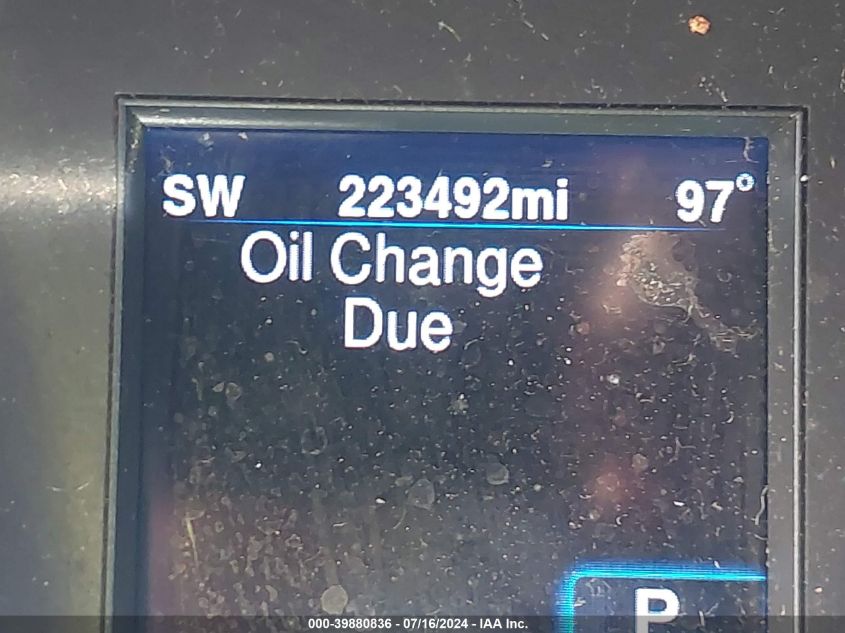 SW 223492mi 97°
Oil Change
Due
P
000-39880836 - 07/16/2024 - IAA Inc.